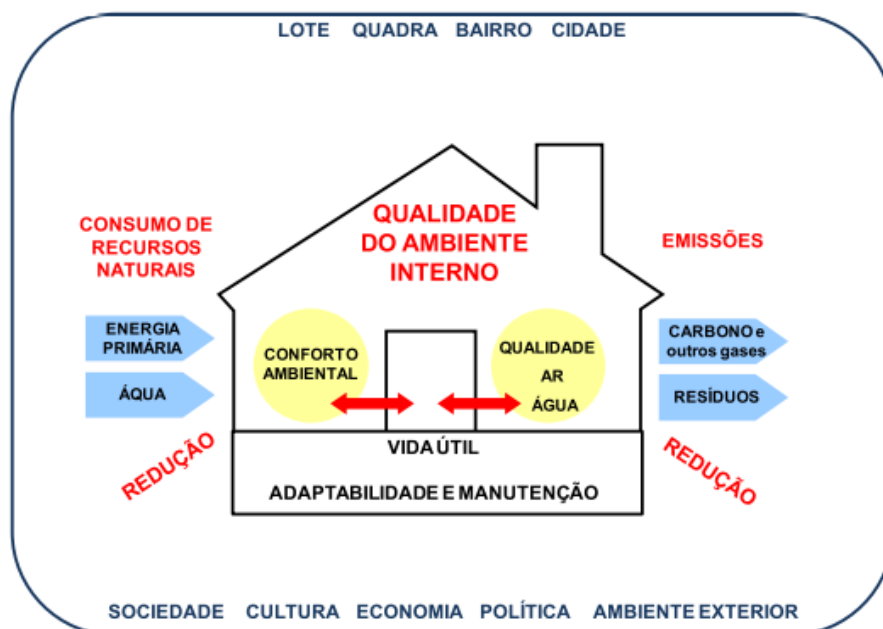 LOTE QUADRA BAIRRO CIDADE
QUALIDADE
DO AMBIENTE
INTERNO
CONSUMO DE
RECURSOS
NATURAIS
EMISSÕES
ENERGIA
PRIMÁRIA
ÁQUA
CONFORTO
AMBIENTAL
QUALIDADE
AR
ÁGUA
CARBONO e
outros gases
RESÍDUOS
REDUÇÃO
VIDA ÚTIL
ADAPTABILIDADE E MANUTENÇÃO
REDUÇÃO
SOCIEDADE CULTURA ECONOMIA POLÍTICA AMBIENTE EXTERIOR